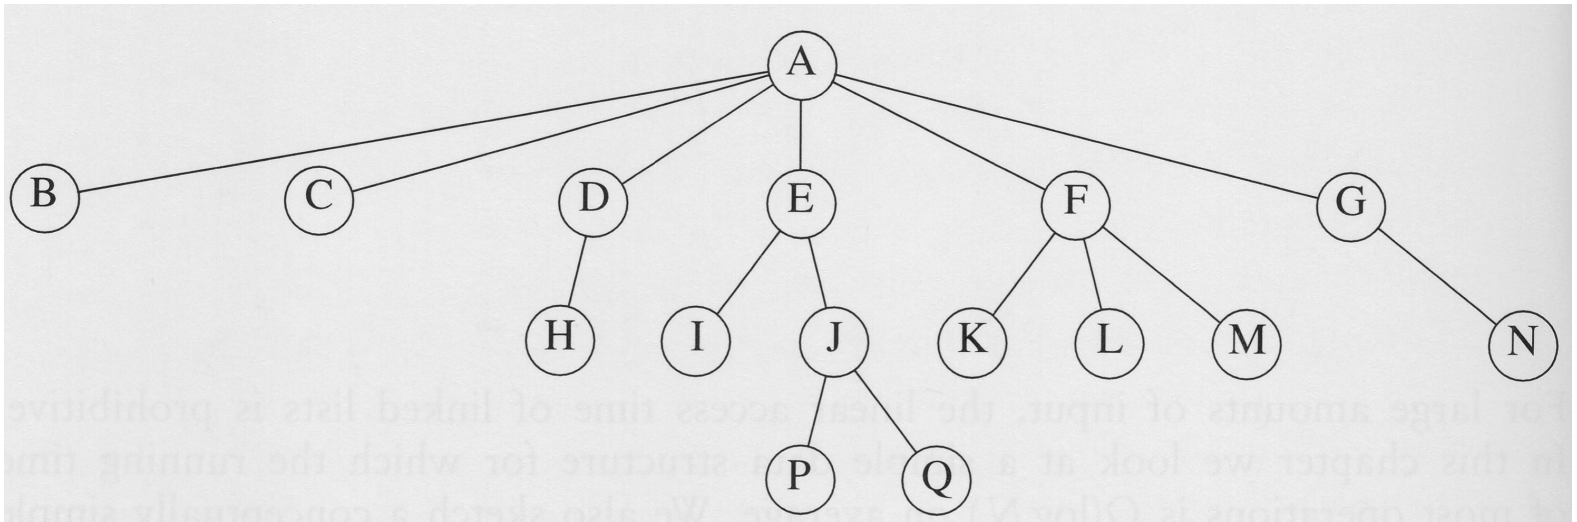 A
B C D E F G
H I J K L M N
P Q
For large amounts of input, the linear access time of linked lists is prohibitive
In this chapter we look at a simple data structure for which the running time
of most operations is O(log N) on average. We also sketch a conceptually simple